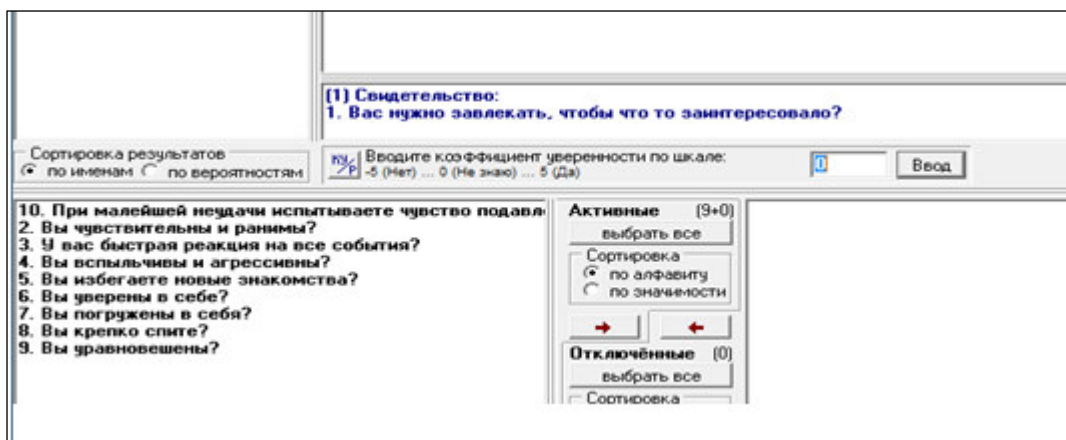 (1) Свидетельство:
1. Вас нужно завлекать, чтобы что то заинтересовало?
Сортировка результатов
по именам по вероятностям
КУ/Р Вводите коэффициент уверенности по шкале:
-5 (Нет) ... 0 (Не знаю) ... 5 (Да)
0 Ввод
10. При малейшей неудачи испытываете чувство подавл
2. Вы чувствительны и ранимы?
3. У вас быстрая реакция на все события?
4. Вы вспыльчивы и агрессивны?
5. Вы избегаете новые знакомства?
6. Вы уверены в себе?
7. Вы погружены в себя?
8. Вы крепко спите?
9. Вы уравновешены?
Активные (9+0)
выбрать все
Сортировка
по алфавиту
по значимости
Отключённые (0)
выбрать все
Сортировка